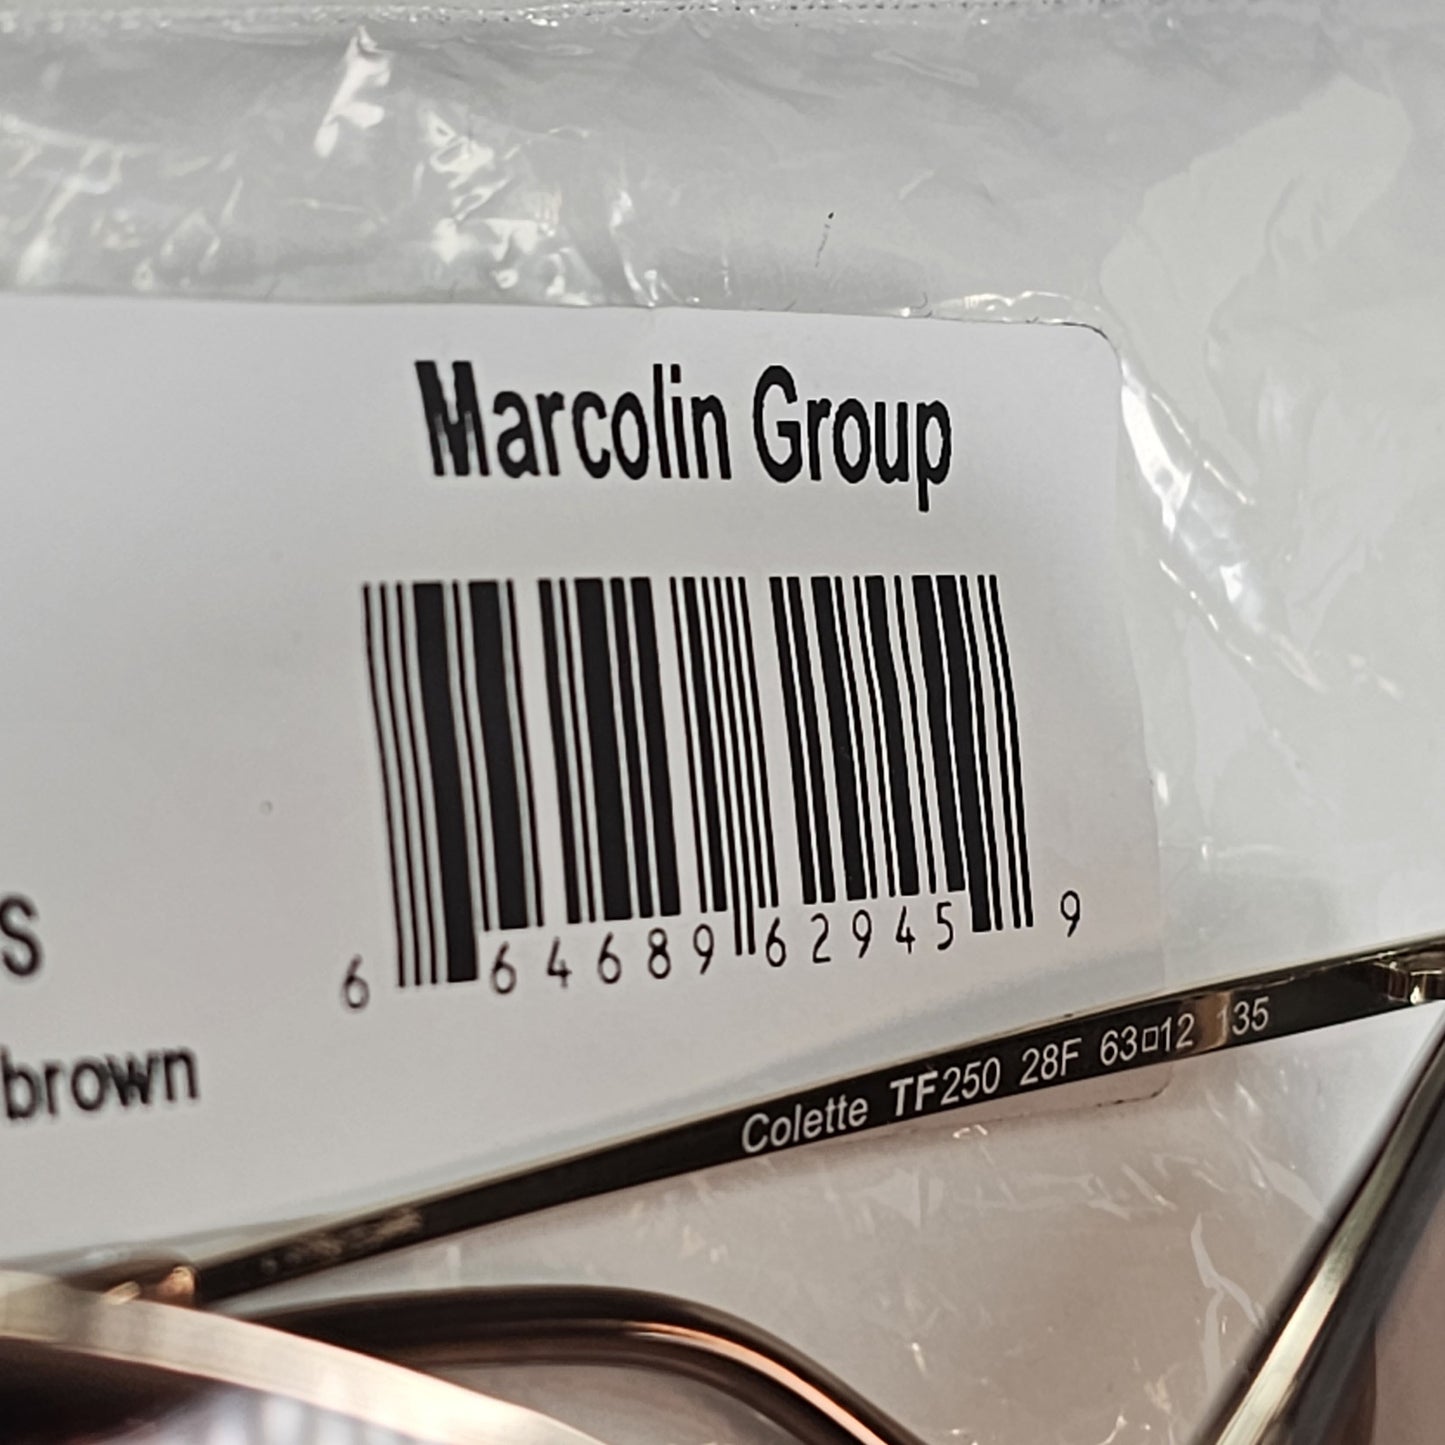 Marcolin Group
6 64689 62945 9
s
brown
Colette TF250 28F 63□12 135